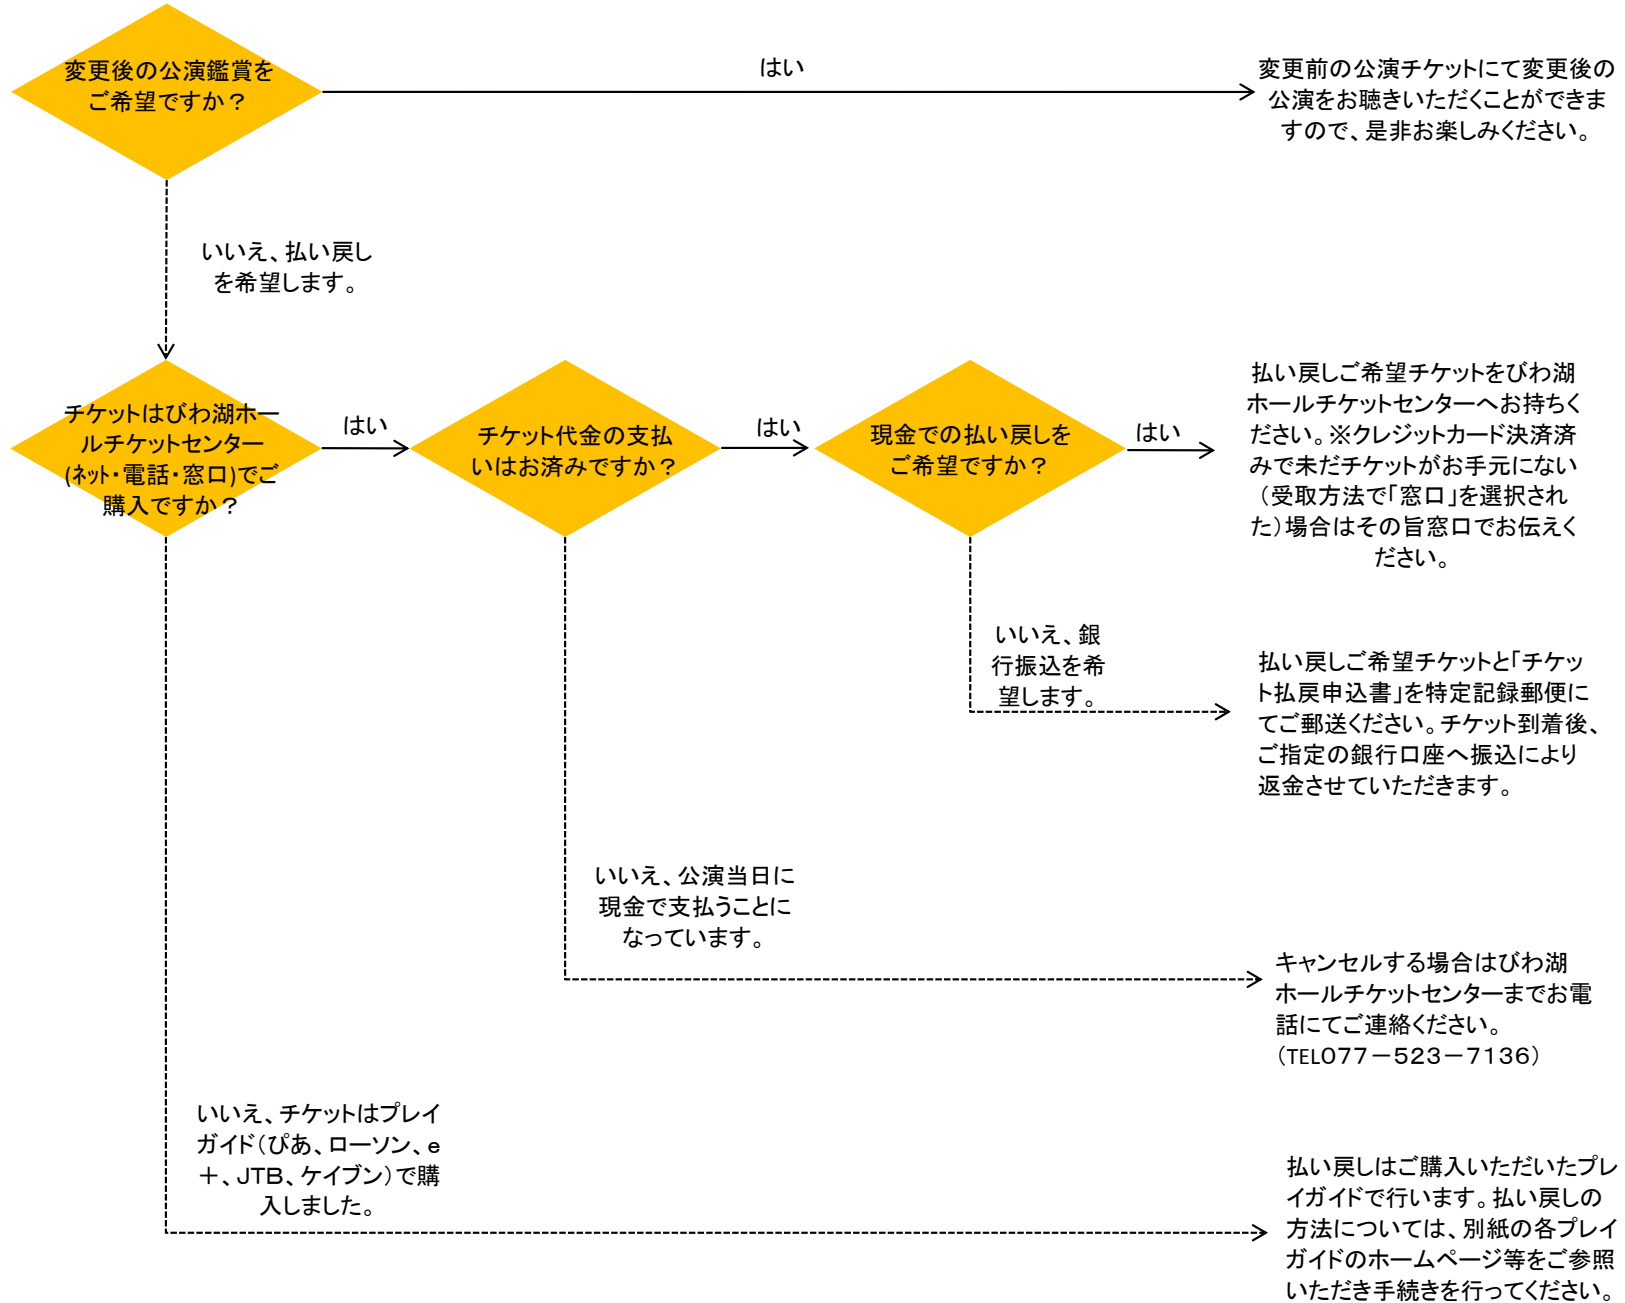 変更後の公演鑑賞を
ご希望ですか？
はい
変更前の公演チケットにて変更後の
公演をお聴きいただくことができま
すので、是非お楽しみください。
いいえ、払い戻し
を希望します。
チケットはびわ湖ホー
ルチケットセンター
(ネット・電話・窓口)でご
購入ですか？
はい
チケット代金の支払
いはお済みですか？
はい
現金での払い戻しを
ご希望ですか？
はい
払い戻しご希望チケットをびわ湖
ホールチケットセンターへお持ちく
ださい。※クレジットカード決済済
みで未だチケットがお手元にない
（受取方法で「窓口」を選択され
た）場合はその旨窓口でお伝えく
ださい。
いいえ、銀
行振込を希
望します。
払い戻しご希望チケットと「チケッ
ト払戻申込書」を特定記録郵便に
てご郵送ください。チケット到着後、
ご指定の銀行口座へ振込により
返金させていただきます。
いいえ、公演当日に
現金で支払うことに
なっています。
キャンセルする場合はびわ湖
ホールチケットセンターまでお電
話にてご連絡ください。
（TEL０７７－５２３－７１３６）
いいえ、チケットはプレイ
ガイド（ぴあ、ローソン、ｅ
＋、ＪＴＢ、ケイブン）で購
入しました。
払い戻しはご購入いただいたプレ
イガイドで行います。払い戻しの
方法については、別紙の各プレイ
ガイドのホームページ等をご参照
いただき手続きを行ってください。